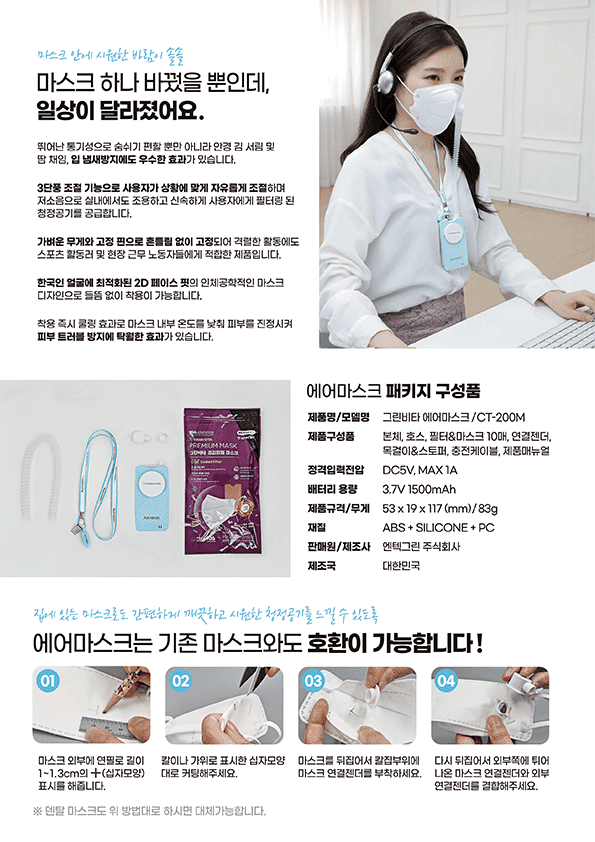 마스크 안에 시원한 바람이 솔솔
마스크 하나 바꿨을 뿐인데,
일상이 달라졌어요.
뛰어난 통기성으로 숨쉬기 편할 뿐만 아니라 안경 김 서림 및
땀 채임, 입 냄새방지에도 우수한 효과가 있습니다.
3단풍 조절 기능으로 사용자가 상황에 맞게 자유롭게 조절하며
저소음으로 실내에서도 조용하고 신속하게 사용자에게 필터링 된
청정공기를 공급합니다.
가벼운 무게와 고정 핀으로 흔들림 없이 고정되어 격렬한 활동에도
스포츠 활동러 및 현장 근무 노동자들에게 적합한 제품입니다.
한국인 얼굴에 최적화된 2D 페이스 핏의 인체공학적인 마스크
디자인으로 들뜸 없이 착용이 가능합니다.
착용 즉시 쿨링 효과로 마스크 내부 온도를 낮춰 피부를 진정시켜
피부 트러블 방지에 탁월한 효과가 있습니다.
PREMIUM MASK
그린비타 프리미엄 마스크
에어마스크 패키지 구성품
제품명/모델명 그린비타 에어마스크 / CT-200M
제품구성품 본체, 호스, 필터&마스크 10매, 연결젠더,
목걸이&스토퍼, 충전케이블, 제품매뉴얼
정격입력전압 DC5V, MAX 1A
배터리 용량 3.7V 1500mAh
제품규격/무게 53 x 19 x 117 (mm) / 83g
재질 ABS + SILICONE + PC
판매원/제조사 엔텍그린 주식회사
제조국 대한민국
집에 있는 마스크로도 간편하게 깨끗하고 시원한 청정공기를 느낄 수 있도록
에어마스크는 기존 마스크와도 호환이 가능합니다!
01
02
03
04
마스크 외부에 연필로 길이
1~1.3cm의 十(십자모양)
표시를 해줍니다.
칼이나 가위로 표시한 십자모양
대로 커팅해주세요.
마스크를 뒤집어서 칼집부위에
마스크 연결젠더를 부착하세요.
다시 뒤집어서 외부쪽에 튀어
나온 마스크 연결젠더와 외부
연결젠더를 결합해주세요.
※ 덴탈 마스크도 위 방법대로 하시면 대체가능합니다.